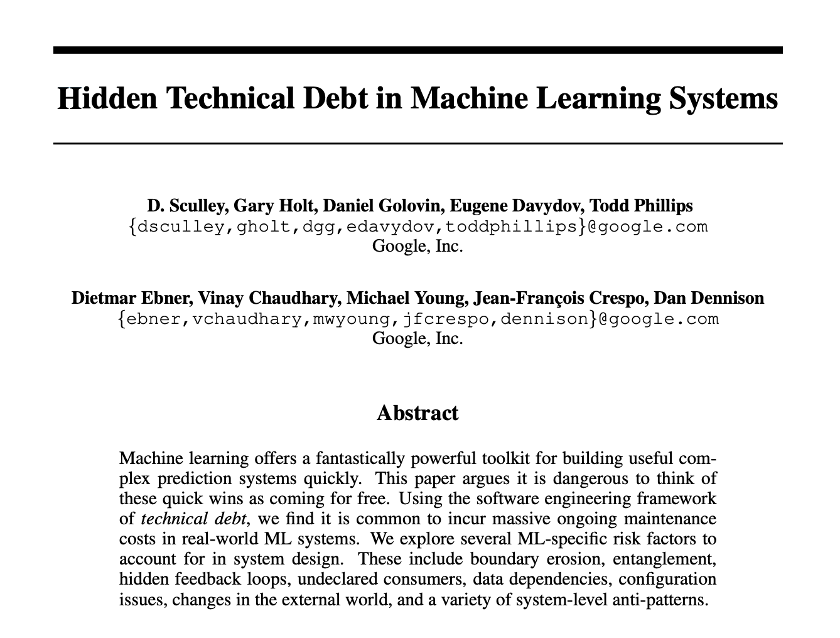 Hidden Technical Debt in Machine Learning Systems
D. Sculley, Gary Holt, Daniel Golovin, Eugene Davydov, Todd Phillips
{dsculley,gholt,dgg,edavydov,toddphillips}@google.com
Google, Inc.
Dietmar Ebner, Vinay Chaudhary, Michael Young, Jean-François Crespo, Dan Dennison
{ebner,vchaudhary,mwyoung,jfcrespo,dennison}@google.com
Google, Inc.
Abstract
Machine learning offers a fantastically powerful toolkit for building useful com-
plex prediction systems quickly. This paper argues it is dangerous to think of
these quick wins as coming for free. Using the software engineering framework
of technical debt, we find it is common to incur massive ongoing maintenance
costs in real-world ML systems. We explore several ML-specific risk factors to
account for in system design. These include boundary erosion, entanglement,
hidden feedback loops, undeclared consumers, data dependencies, configuration
issues, changes in the external world, and a variety of system-level anti-patterns.